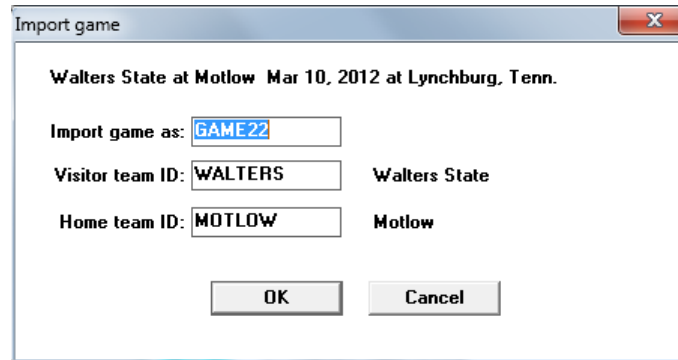 Import game
Walters State at Motlow Mar 10, 2012 at Lynchburg, Tenn.
Import game as: GAME22
Visitor team ID: WALTERS Walters State
Home team ID: MOTLOW Motlow
OK Cancel